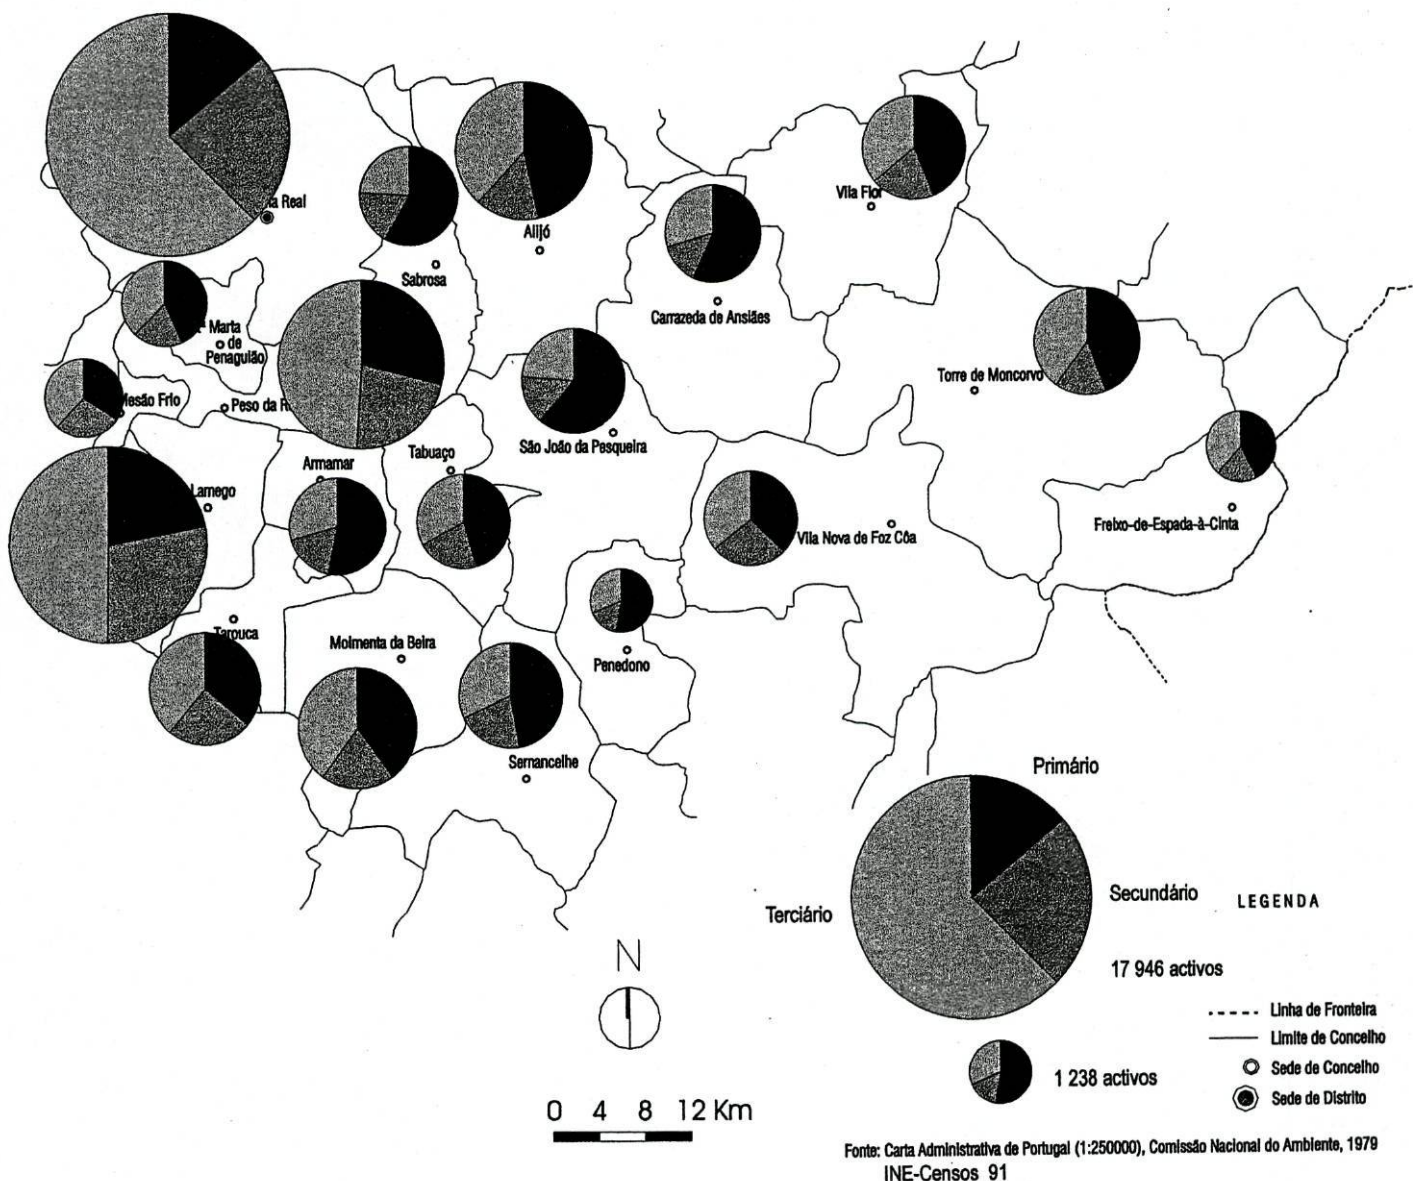 la Real
Sabrosa
Alijó
Vila Flor
Carrazeda de Ansiães
ª Marta
de
Penaguião
Mesão Frio
Peso da R
Torre de Moncorvo
São João da Pesqueira
Tabuaço
Armamar
Lamego
Vila Nova de Foz Côa
Freixo-de-Espada-à-Cinta
Tarouca
Moimenta da Beira
Penedono
Sernancelhe
Primário
Secundário
Terciário
LEGENDA
17 946 activos
1 238 activos
Linha de Fronteira
Limite de Concelho
Sede de Concelho
Sede de Distrito
N
0 4 8 12 Km
Fonte: Carta Administrativa de Portugal (1:250000), Comissão Nacional do Ambiente, 1979
INE-Censos 91